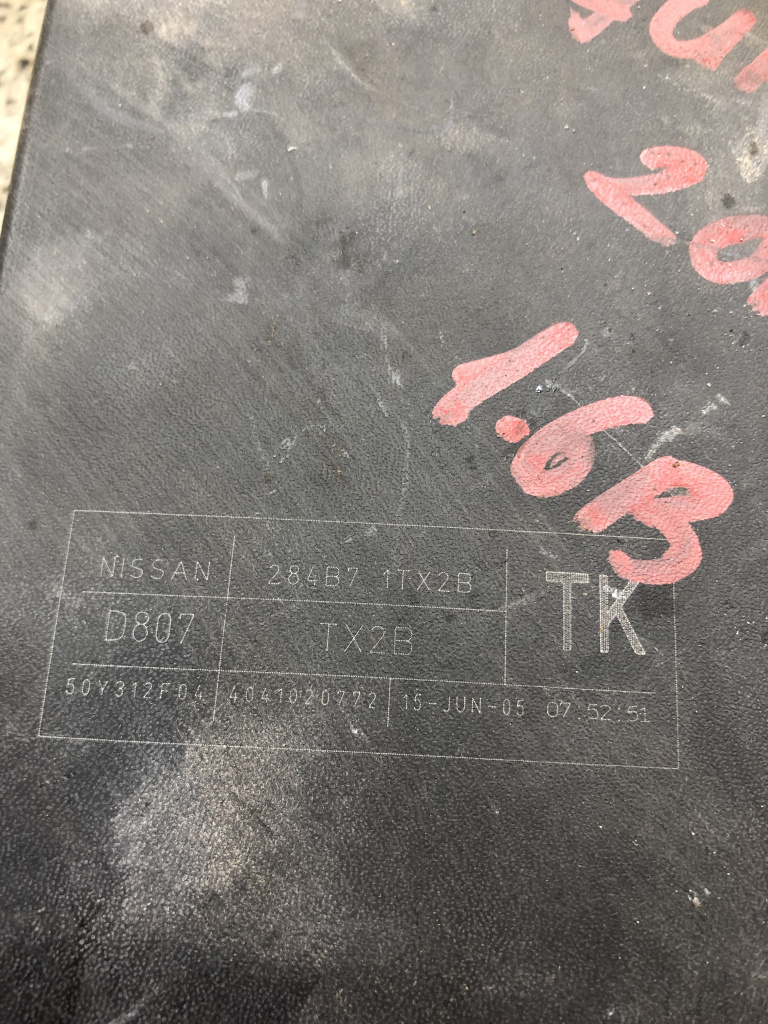 1.6B
NISSAN 284B7 1TX2B TK
D807 TX2B
50Y312F04 4041020772 15-JUN-05 07:52:51